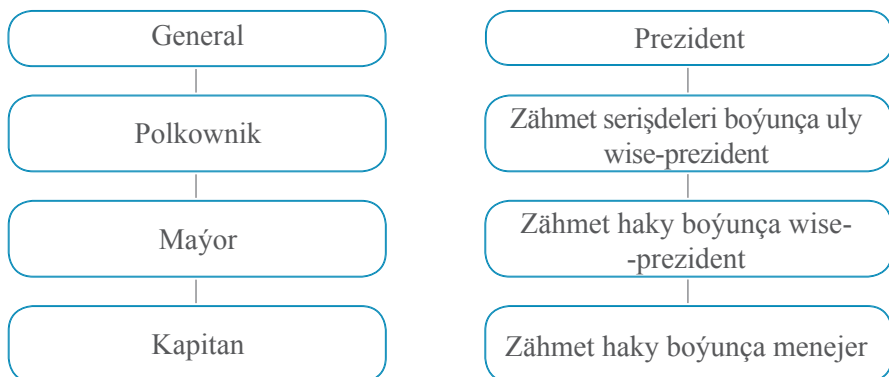 General
Polkownik
Maýor
Kapitan
Prezident
Zähmet serişdeleri boýunça uly
wise-prezident
Zähmet haky boýunça wise-
-prezident
Zähmet haky boýunça menejer